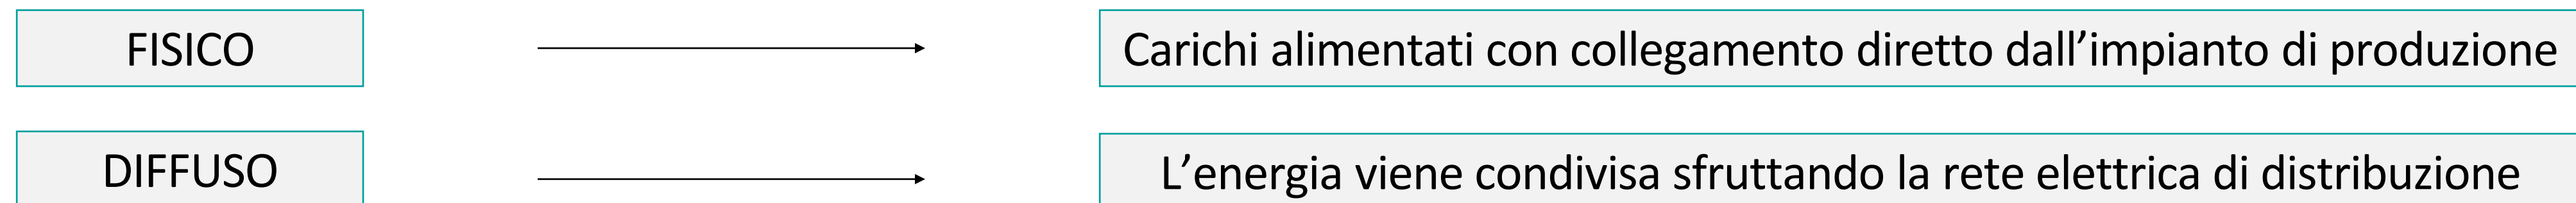 FISICO
Carichi alimentati con collegamento diretto dall’impianto di produzione
DIFFUSO
L’energia viene condivisa sfruttando la rete elettrica di distribuzione